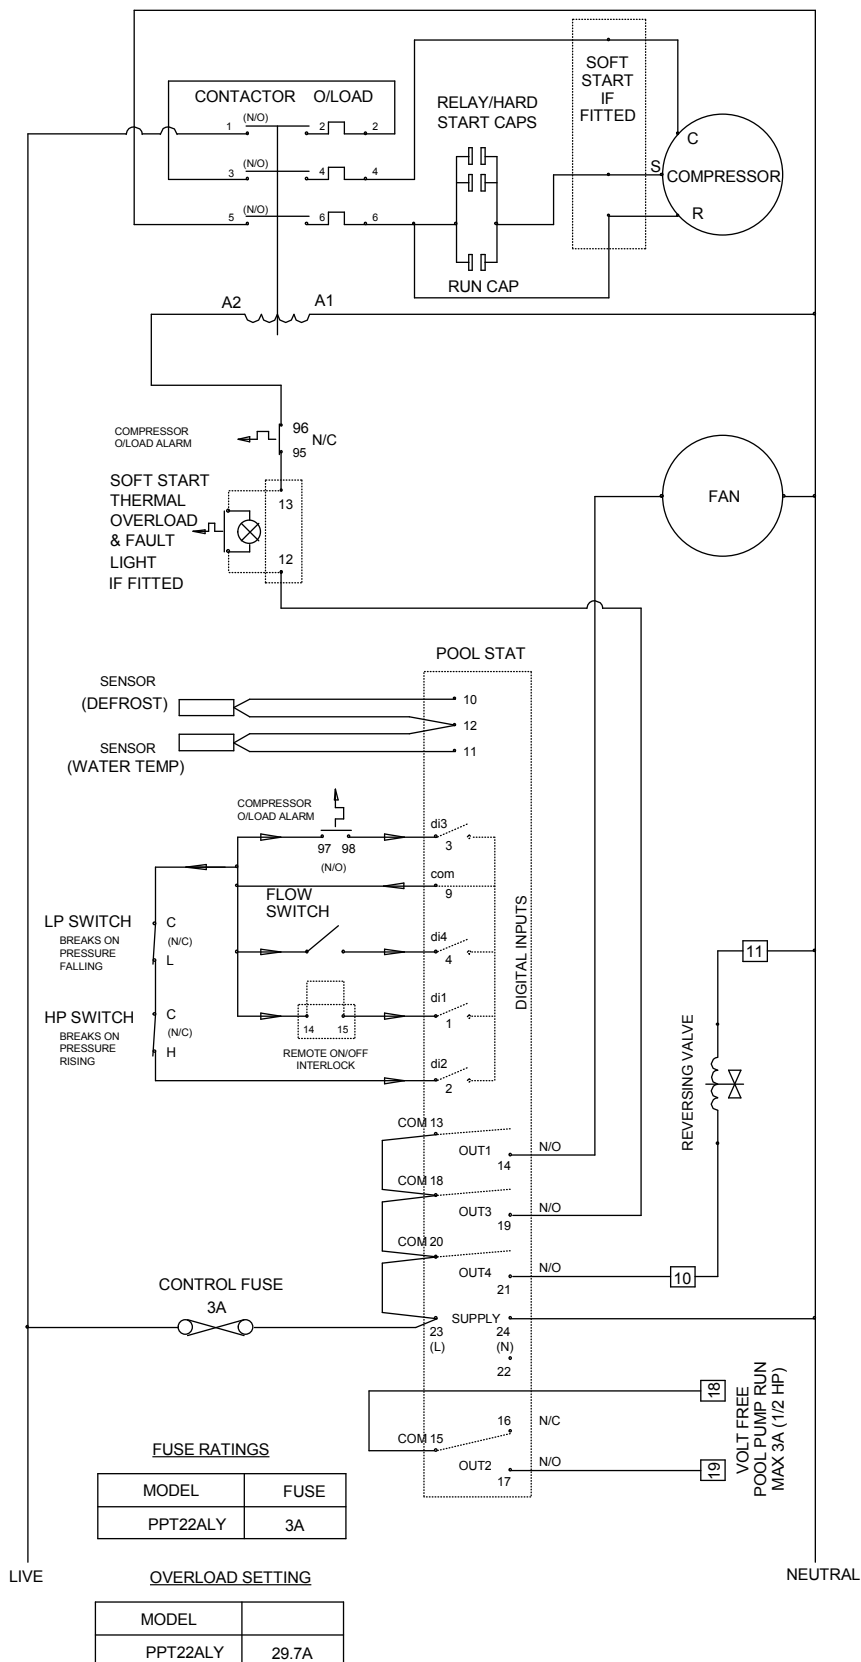 CONTACTOR O/LOAD
(N/O)
1 2 2
(N/O)
3 4 4
(N/O)
5 6 6
RELAY/HARD
START CAPS
SOFT
START
IF
FITTED
C
S
COMPRESSOR
R
RUN CAP
A2 A1
COMPRESSOR
O/LOAD ALARM
96
N/C
95
SOFT START
THERMAL
OVERLOAD
& FAULT
LIGHT
IF FITTED
13
12
FAN
POOL STAT
SENSOR
(DEFROST)
SENSOR
(WATER TEMP)
10
12
11
COMPRESSOR
O/LOAD ALARM
97 98
(N/O)
di3
3
com
9
FLOW
SWITCH
di4
4
LP SWITCH
BREAKS ON
PRESSURE
FALLING
C
(N/C)
L
HP SWITCH
BREAKS ON
PRESSURE
RISING
C
(N/C)
H
14 15
REMOTE ON/OFF
INTERLOCK
di1
1
di2
2
DIGITAL INPUTS
11
REVERSING VALVE
COM 13
OUT1
14
N/O
COM 18
OUT3
19
N/O
COM 20
OUT4
21
N/O
10
CONTROL FUSE
3A
SUPPLY
23
(L)
24
(N)
22
18
16
N/C
COM 15
OUT2
17
N/O
19
VOLT FREE
POOL PUMP RUN
MAX 3A (1/2 HP)
FUSE RATINGS
MODEL FUSE
PPT22ALY 3A
LIVE
NEUTRAL
OVERLOAD SETTING
MODEL
PPT22ALY 29.7A